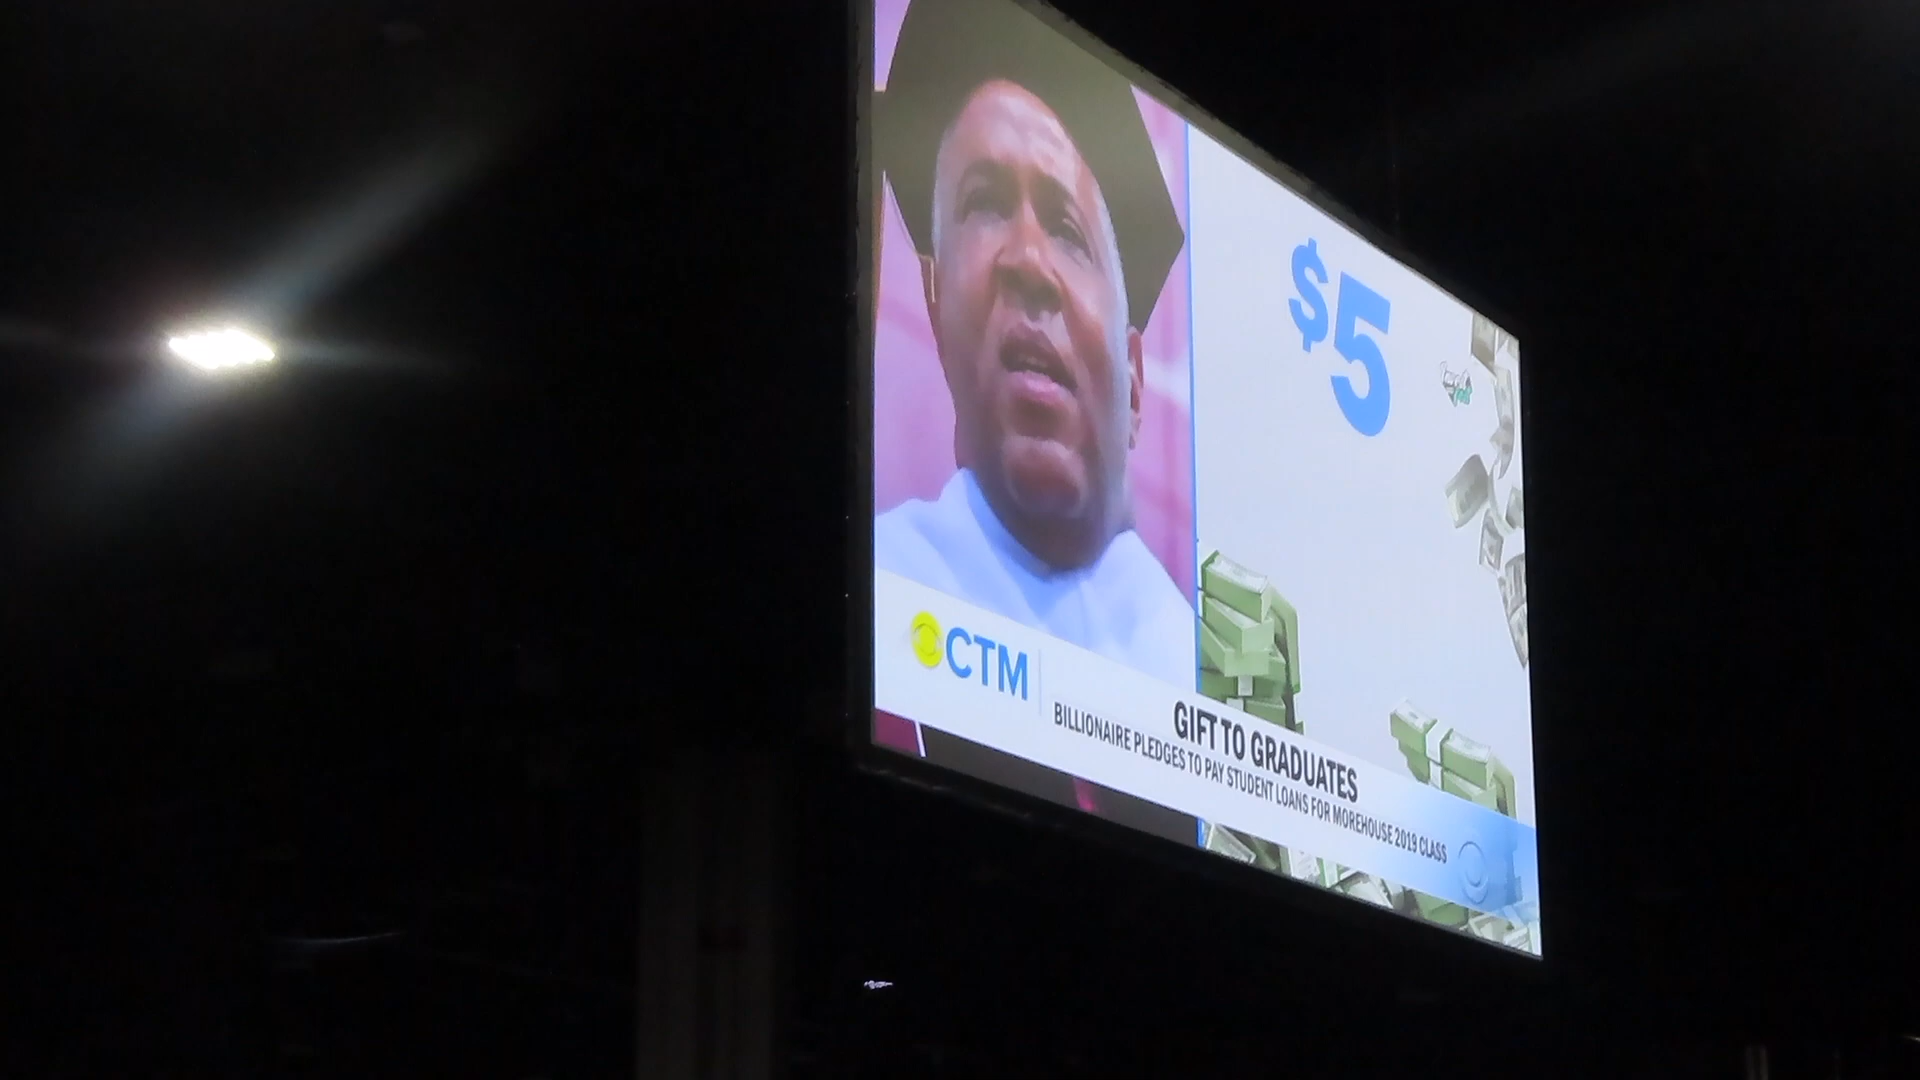 $5
CTM
GIFT TO GRADUATES
BILLIONAIRE PLEDGES TO PAY STUDENT LOANS FOR MOREHOUSE 2019 CLASS